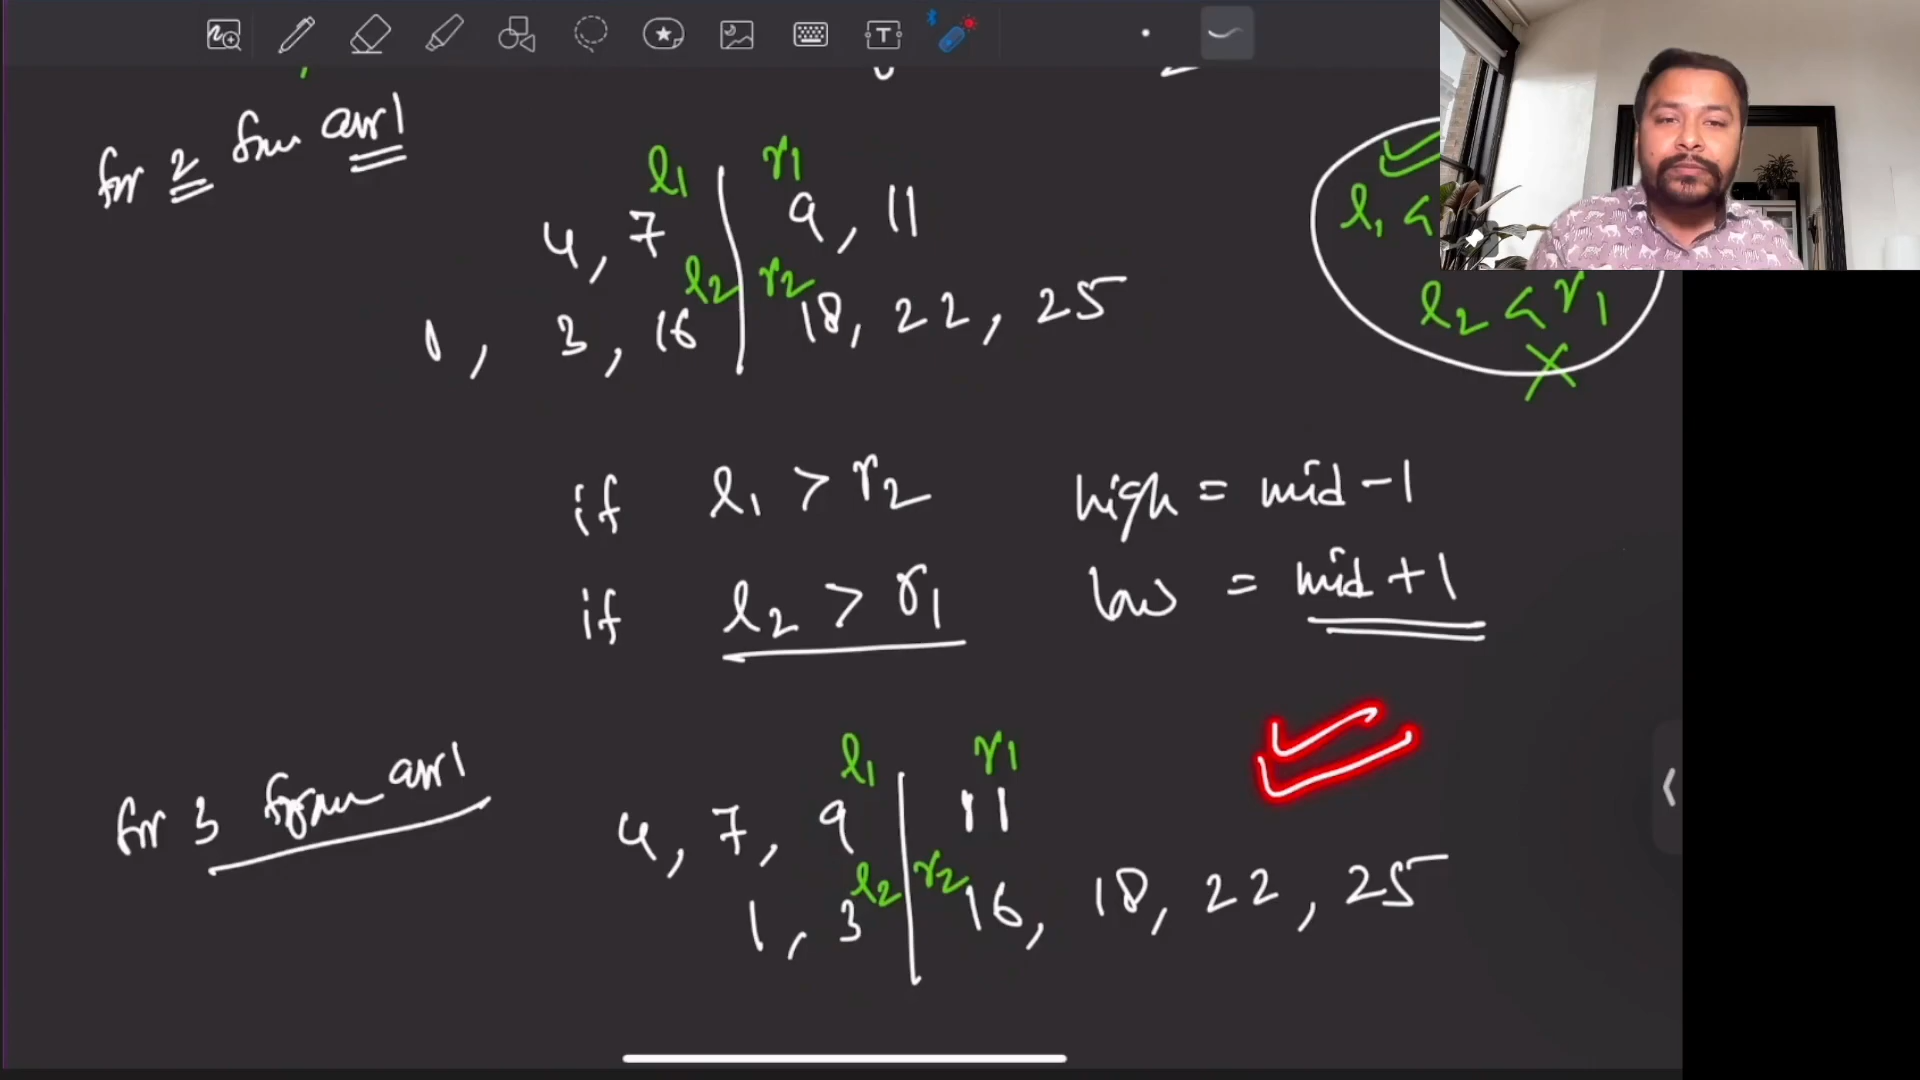 for 2 from arr1
l1 r1
4, 7 9, 11
l2 r2
1, 3, 16 18, 22, 25
l1 <
l2 < r1
if l1 > r2 high = mid - 1
if l2 > r1 low = mid + 1
for 3 from arr1
l1 r1
4, 7, 9 11
l2 r2
1, 3 16, 18, 22, 25